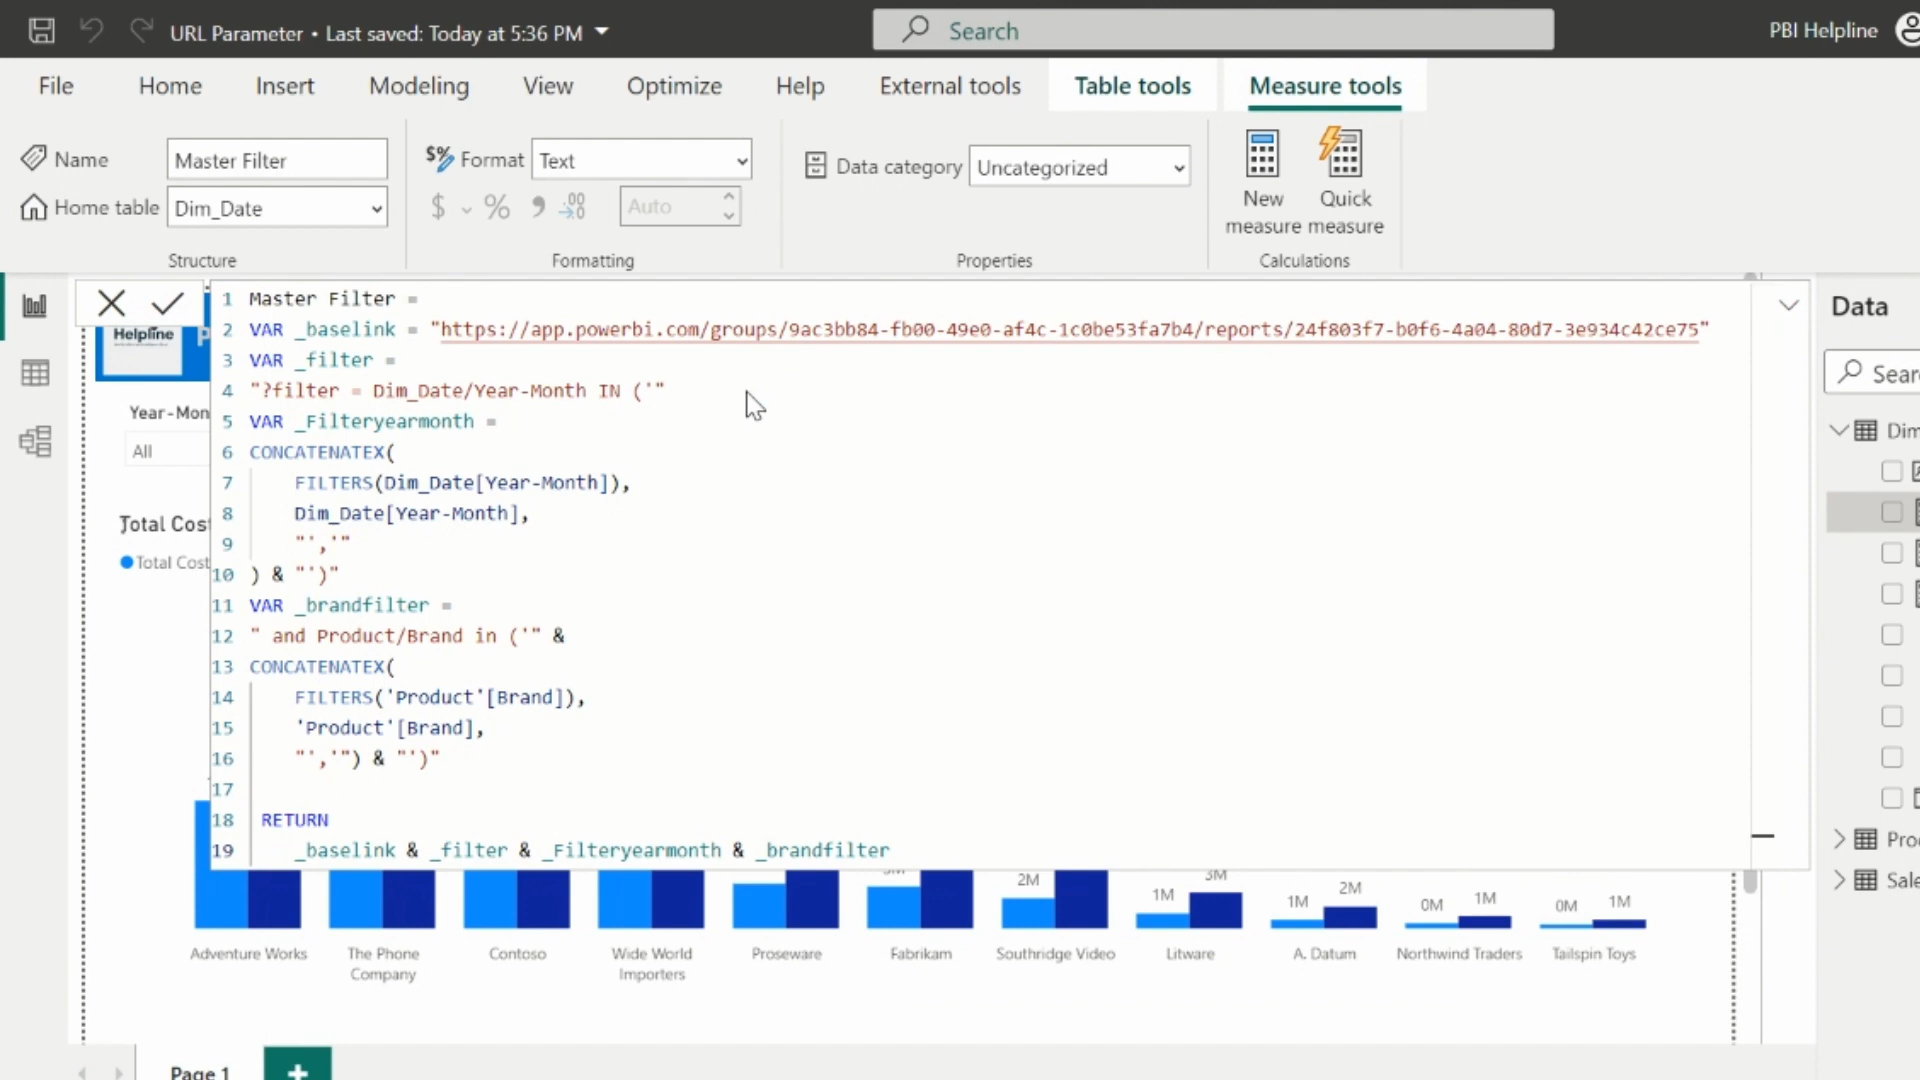 URL Parameter • Last saved: Today at 5:36 PM
Search
PBI Helpline
File Home Insert Modeling View Optimize Help External tools Table tools Measure tools
Name Master Filter
Home table Dim_Date
Structure
$% Format Text
$ % 9 .00
Auto
Formatting
Data category Uncategorized
Properties
New measure
Quick measure
Calculations
1 Master Filter =
2 VAR _baselink = "https://app.powerbi.com/groups/9ac3bb84-fb00-49e0-af4c-1c0be53fa7b4/reports/24f803f7-b0f6-4a04-80d7-3e934c42ce75"
3 VAR _filter =
4 "?filter = Dim_Date/Year-Month IN ('"
5 VAR _Filteryearmonth =
6 CONCATENATEX(
7 FILTERS(Dim_Date[Year-Month]),
8 Dim_Date[Year-Month],
9 "','"
10 ) & "')"
11 VAR _brandfilter =
12 " and Product/Brand in ('" &
13 CONCATENATEX(
14 FILTERS('Product'[Brand]),
15 'Product'[Brand],
16 "','") & "')"
17
18 RETURN
19 _baselink & _filter & _Filteryearmonth & _brandfilter
Helpline
P
Year-Mon
All
Total Cost
Total Cost
2M
1M 3M
1M 2M
0M 1M
0M 1M
Adventure Works
The Phone Company
Contoso
Wide World Importers
Proseware
Fabrikam
Southridge Video
Litware
A. Datum
Northwind Traders
Tailspin Toys
Page 1
+
Data
Sear
Dim
Pro
Sale